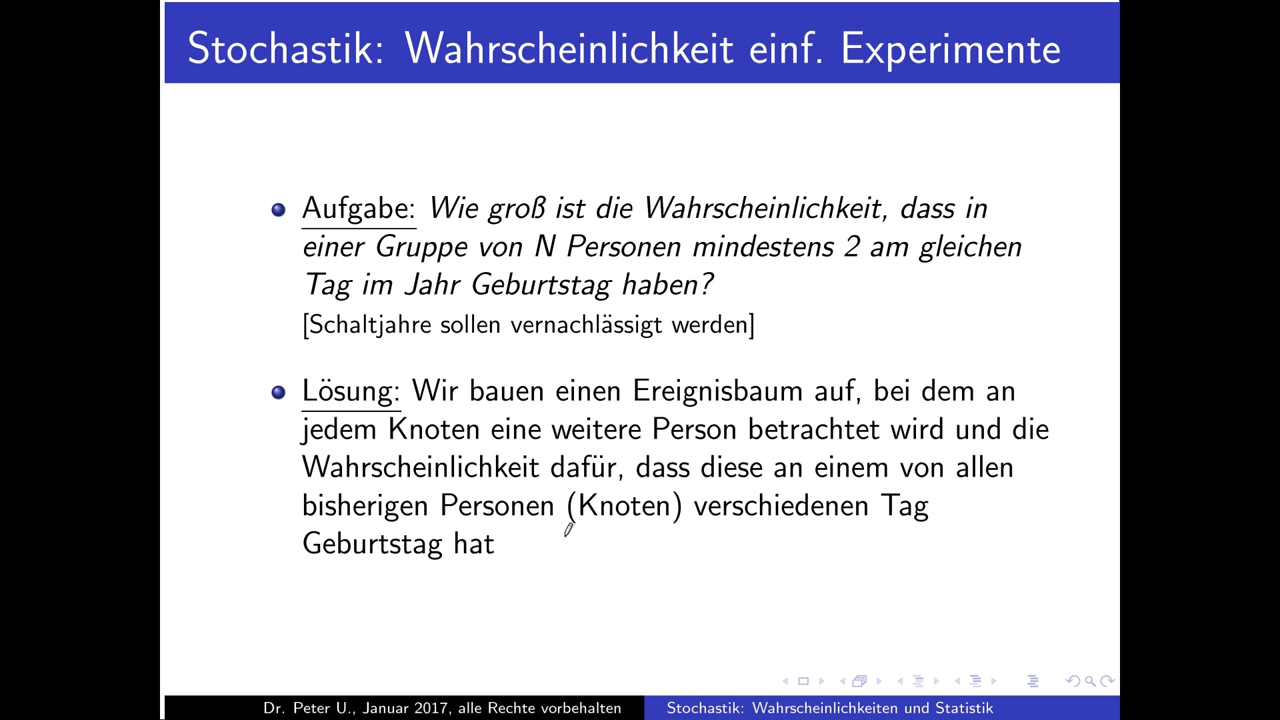 Stochastik: Wahrscheinlichkeit einf. Experimente
Aufgabe: Wie groß ist die Wahrscheinlichkeit, dass in
einer Gruppe von N Personen mindestens 2 am gleichen
Tag im Jahr Geburtstag haben?
[Schaltjahre sollen vernachlässigt werden]
Lösung: Wir bauen einen Ereignisbaum auf, bei dem an
jedem Knoten eine weitere Person betrachtet wird und die
Wahrscheinlichkeit dafür, dass diese an einem von allen
bisherigen Personen (Knoten) verschiedenen Tag
Geburtstag hat
Dr. Peter U., Januar 2017, alle Rechte vorbehalten
Stochastik: Wahrscheinlichkeiten und Statistik